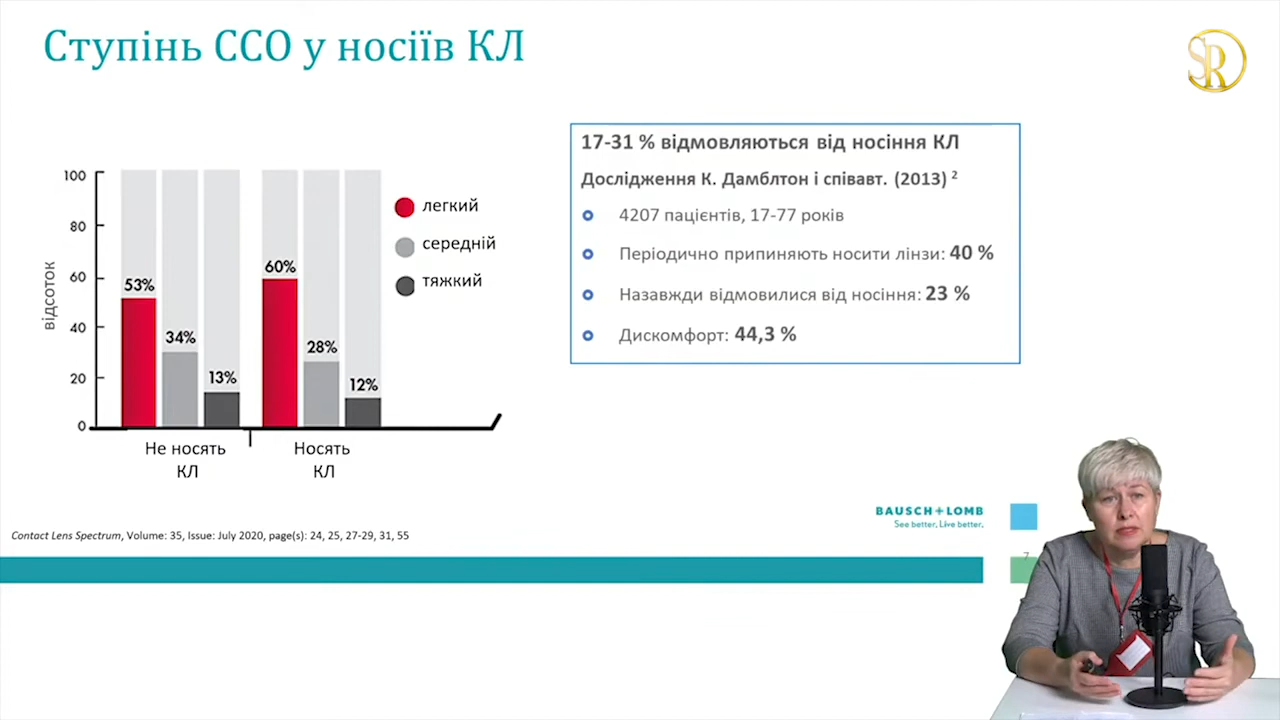 Ступінь ССО у носіїв КЛ
SR
17-31 % відмовляються від носіння КЛ
Дослідження К. Дамблтон і співавт. (2013) 2
4207 пацієнтів, 17-77 років
Періодично припиняють носити лінзи: 40 %
Назавжди відмовилися від носіння: 23 %
Дискомфорт: 44,3 %
відсоток
100
80
60
40
20
0
53%
34%
13%
60%
28%
12%
легкий
середній
тяжкий
Не носять
КЛ
Носять
КЛ
BAUSCH+LOMB
See better. Live better.
Contact Lens Spectrum, Volume: 35, Issue: July 2020, page(s): 24, 25, 27-29, 31, 55
7